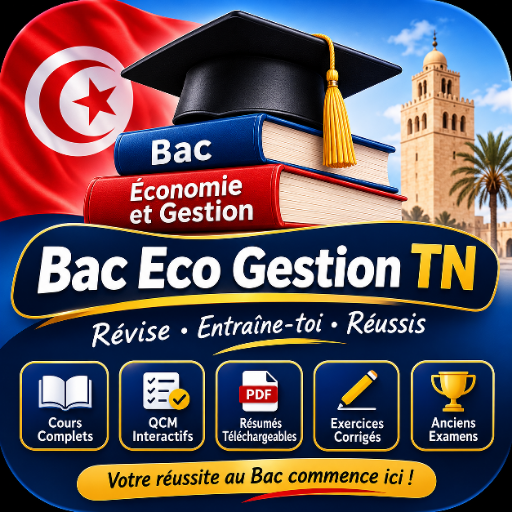 Bac
Économie
et Gestion
Bac Eco Gestion TN
Révise • Entraîne-toi • Réussis
Cours
Complets
QCM
Interactifs
PDF
Résumés
Téléchargeables
Exercices
Corrigés
Anciens
Examens
Votre réussite au Bac commence ici !